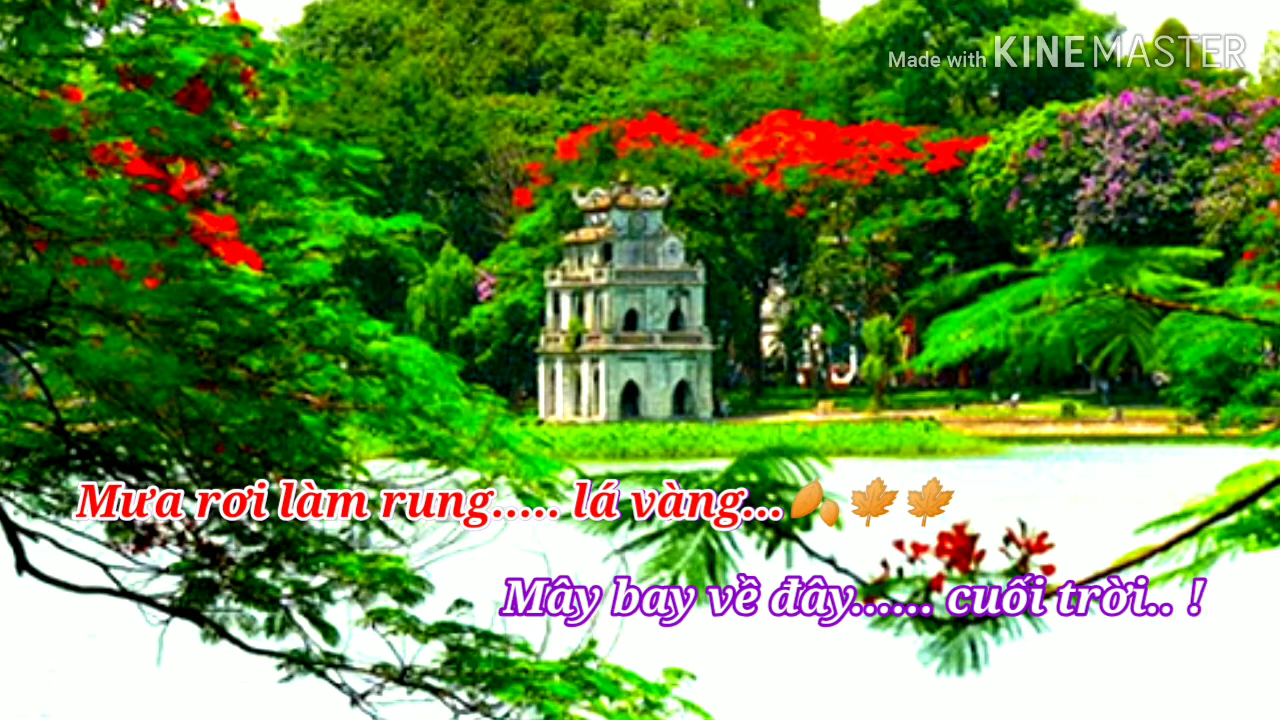 Made with KINEMASTER
Mưa rơi làm rung..... lá vàng...🍂🍁🍁
Mây bay về đây...... cuối trời.. !